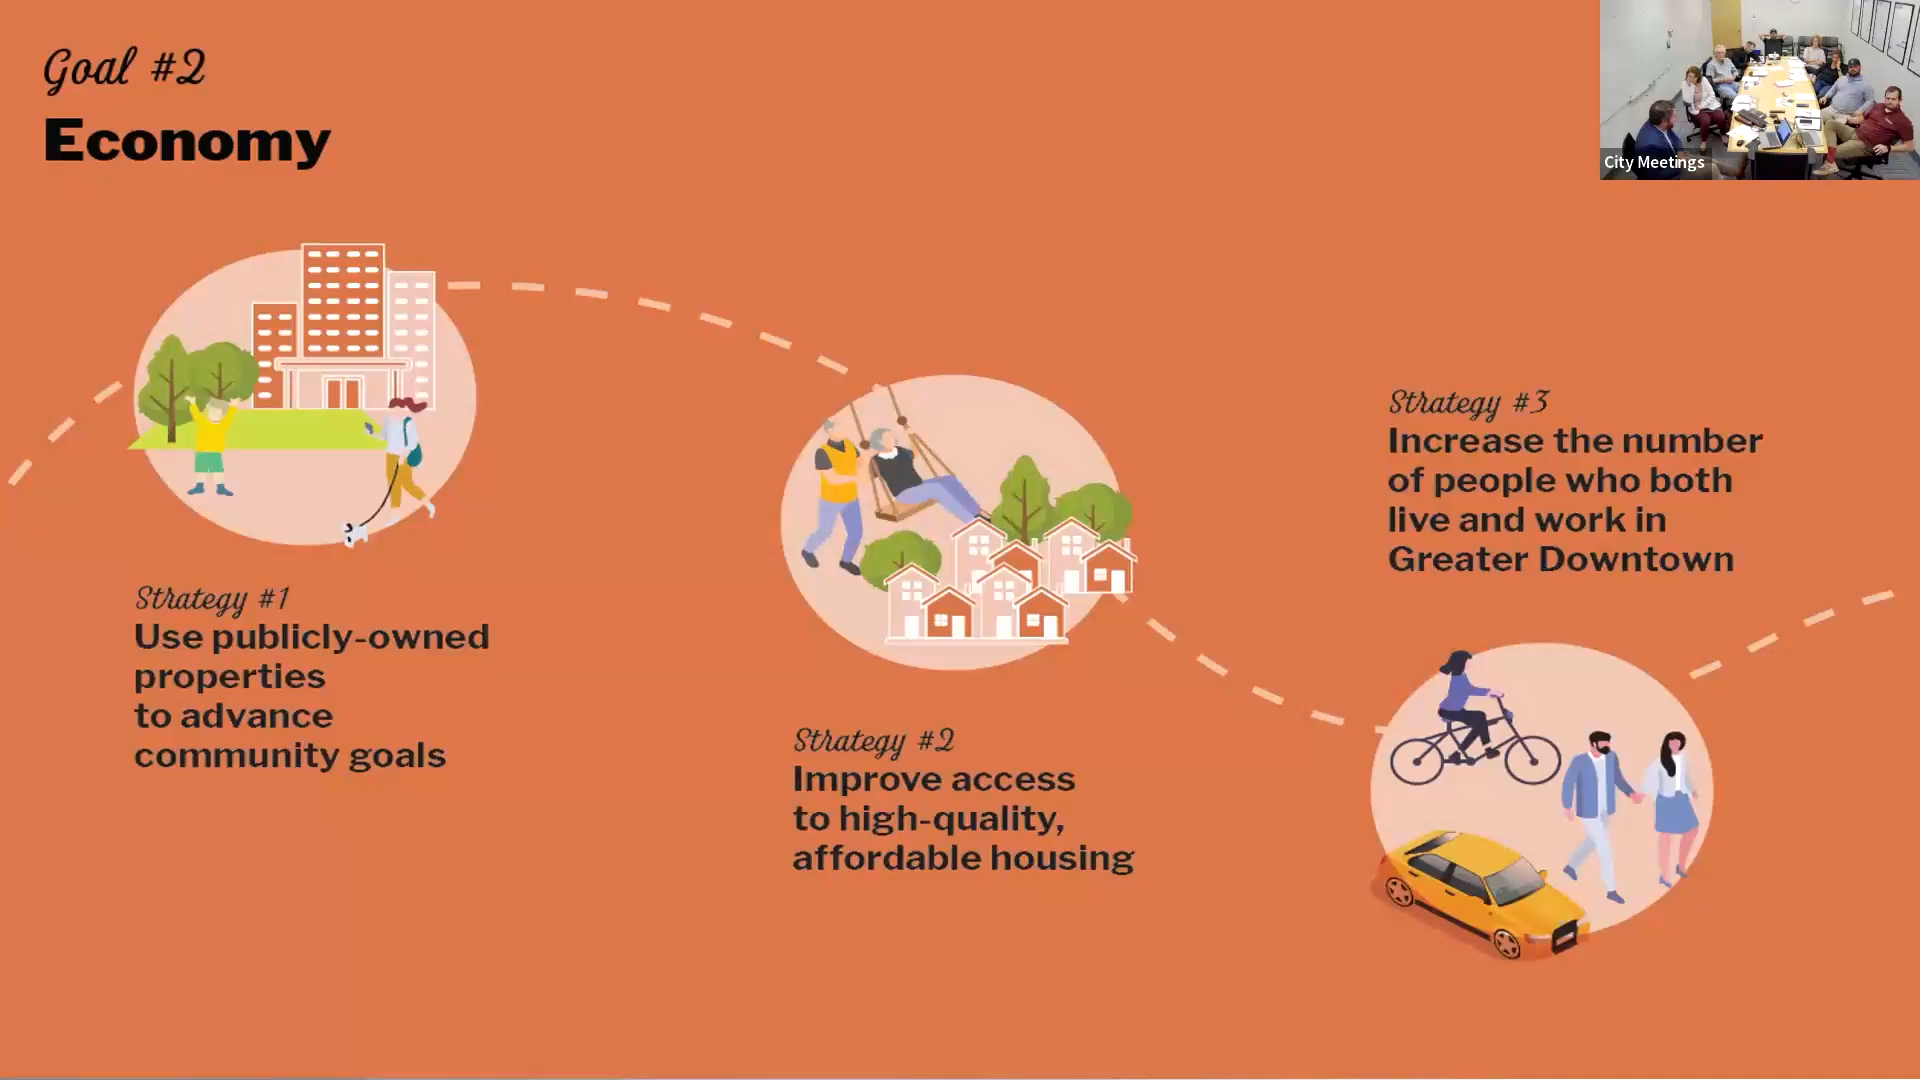 Goal #2
Economy
City Meetings
Strategy #1
Use publicly-owned
properties
to advance
community goals
Strategy #2
Improve access
to high-quality,
affordable housing
Strategy #3
Increase the number
of people who both
live and work in
Greater Downtown